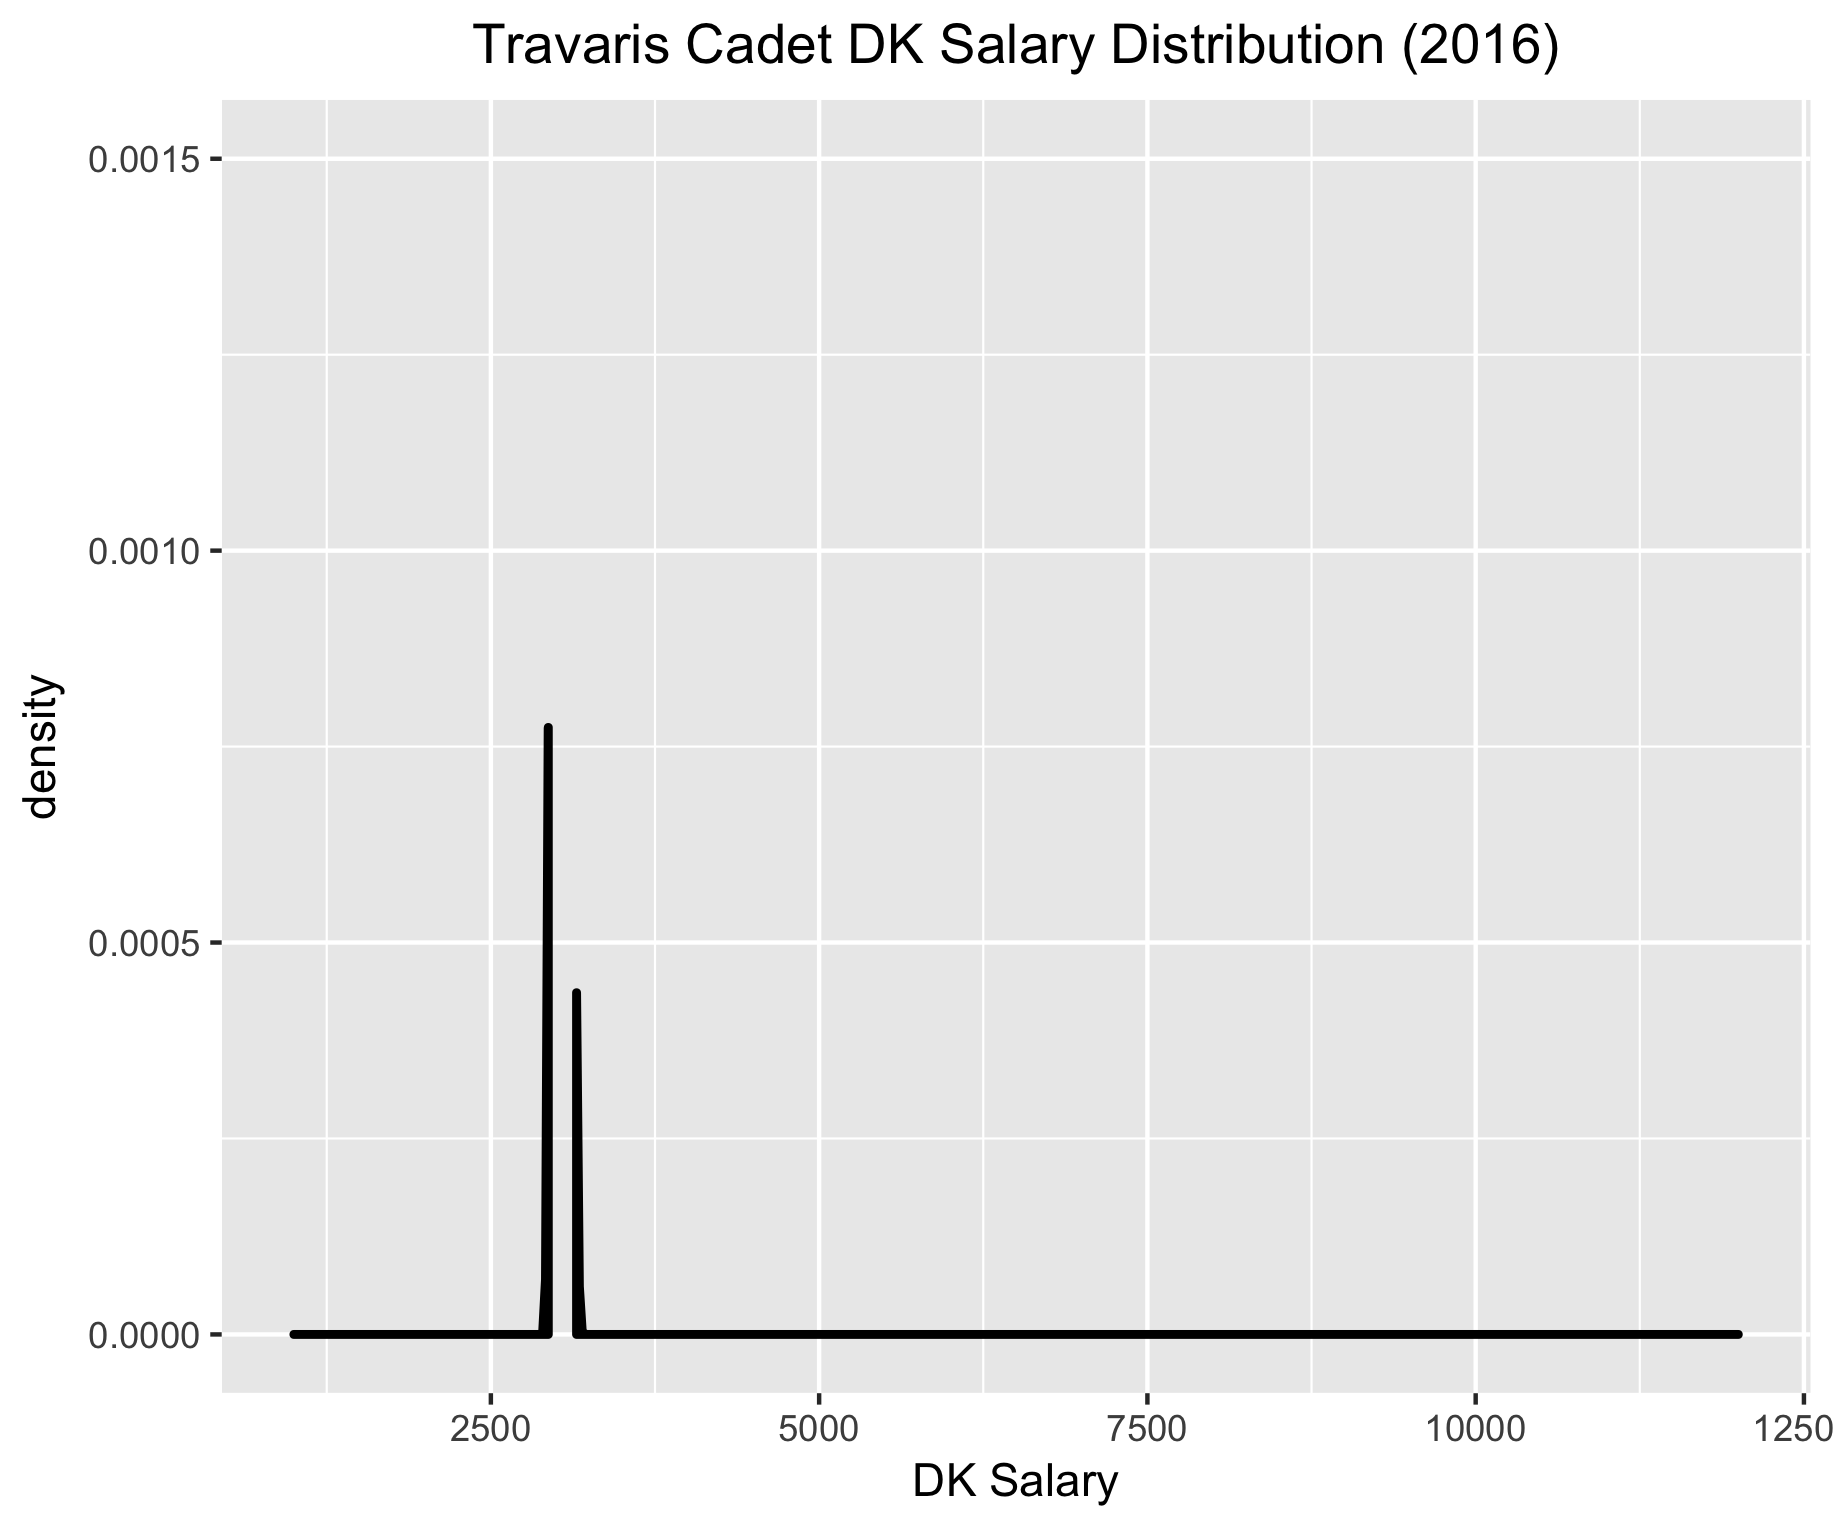 Travaris Cadet DK Salary Distribution (2016)
0.0015
0.0010
0.0005
0.0000
density
2500 5000 7500 10000 1250
DK Salary